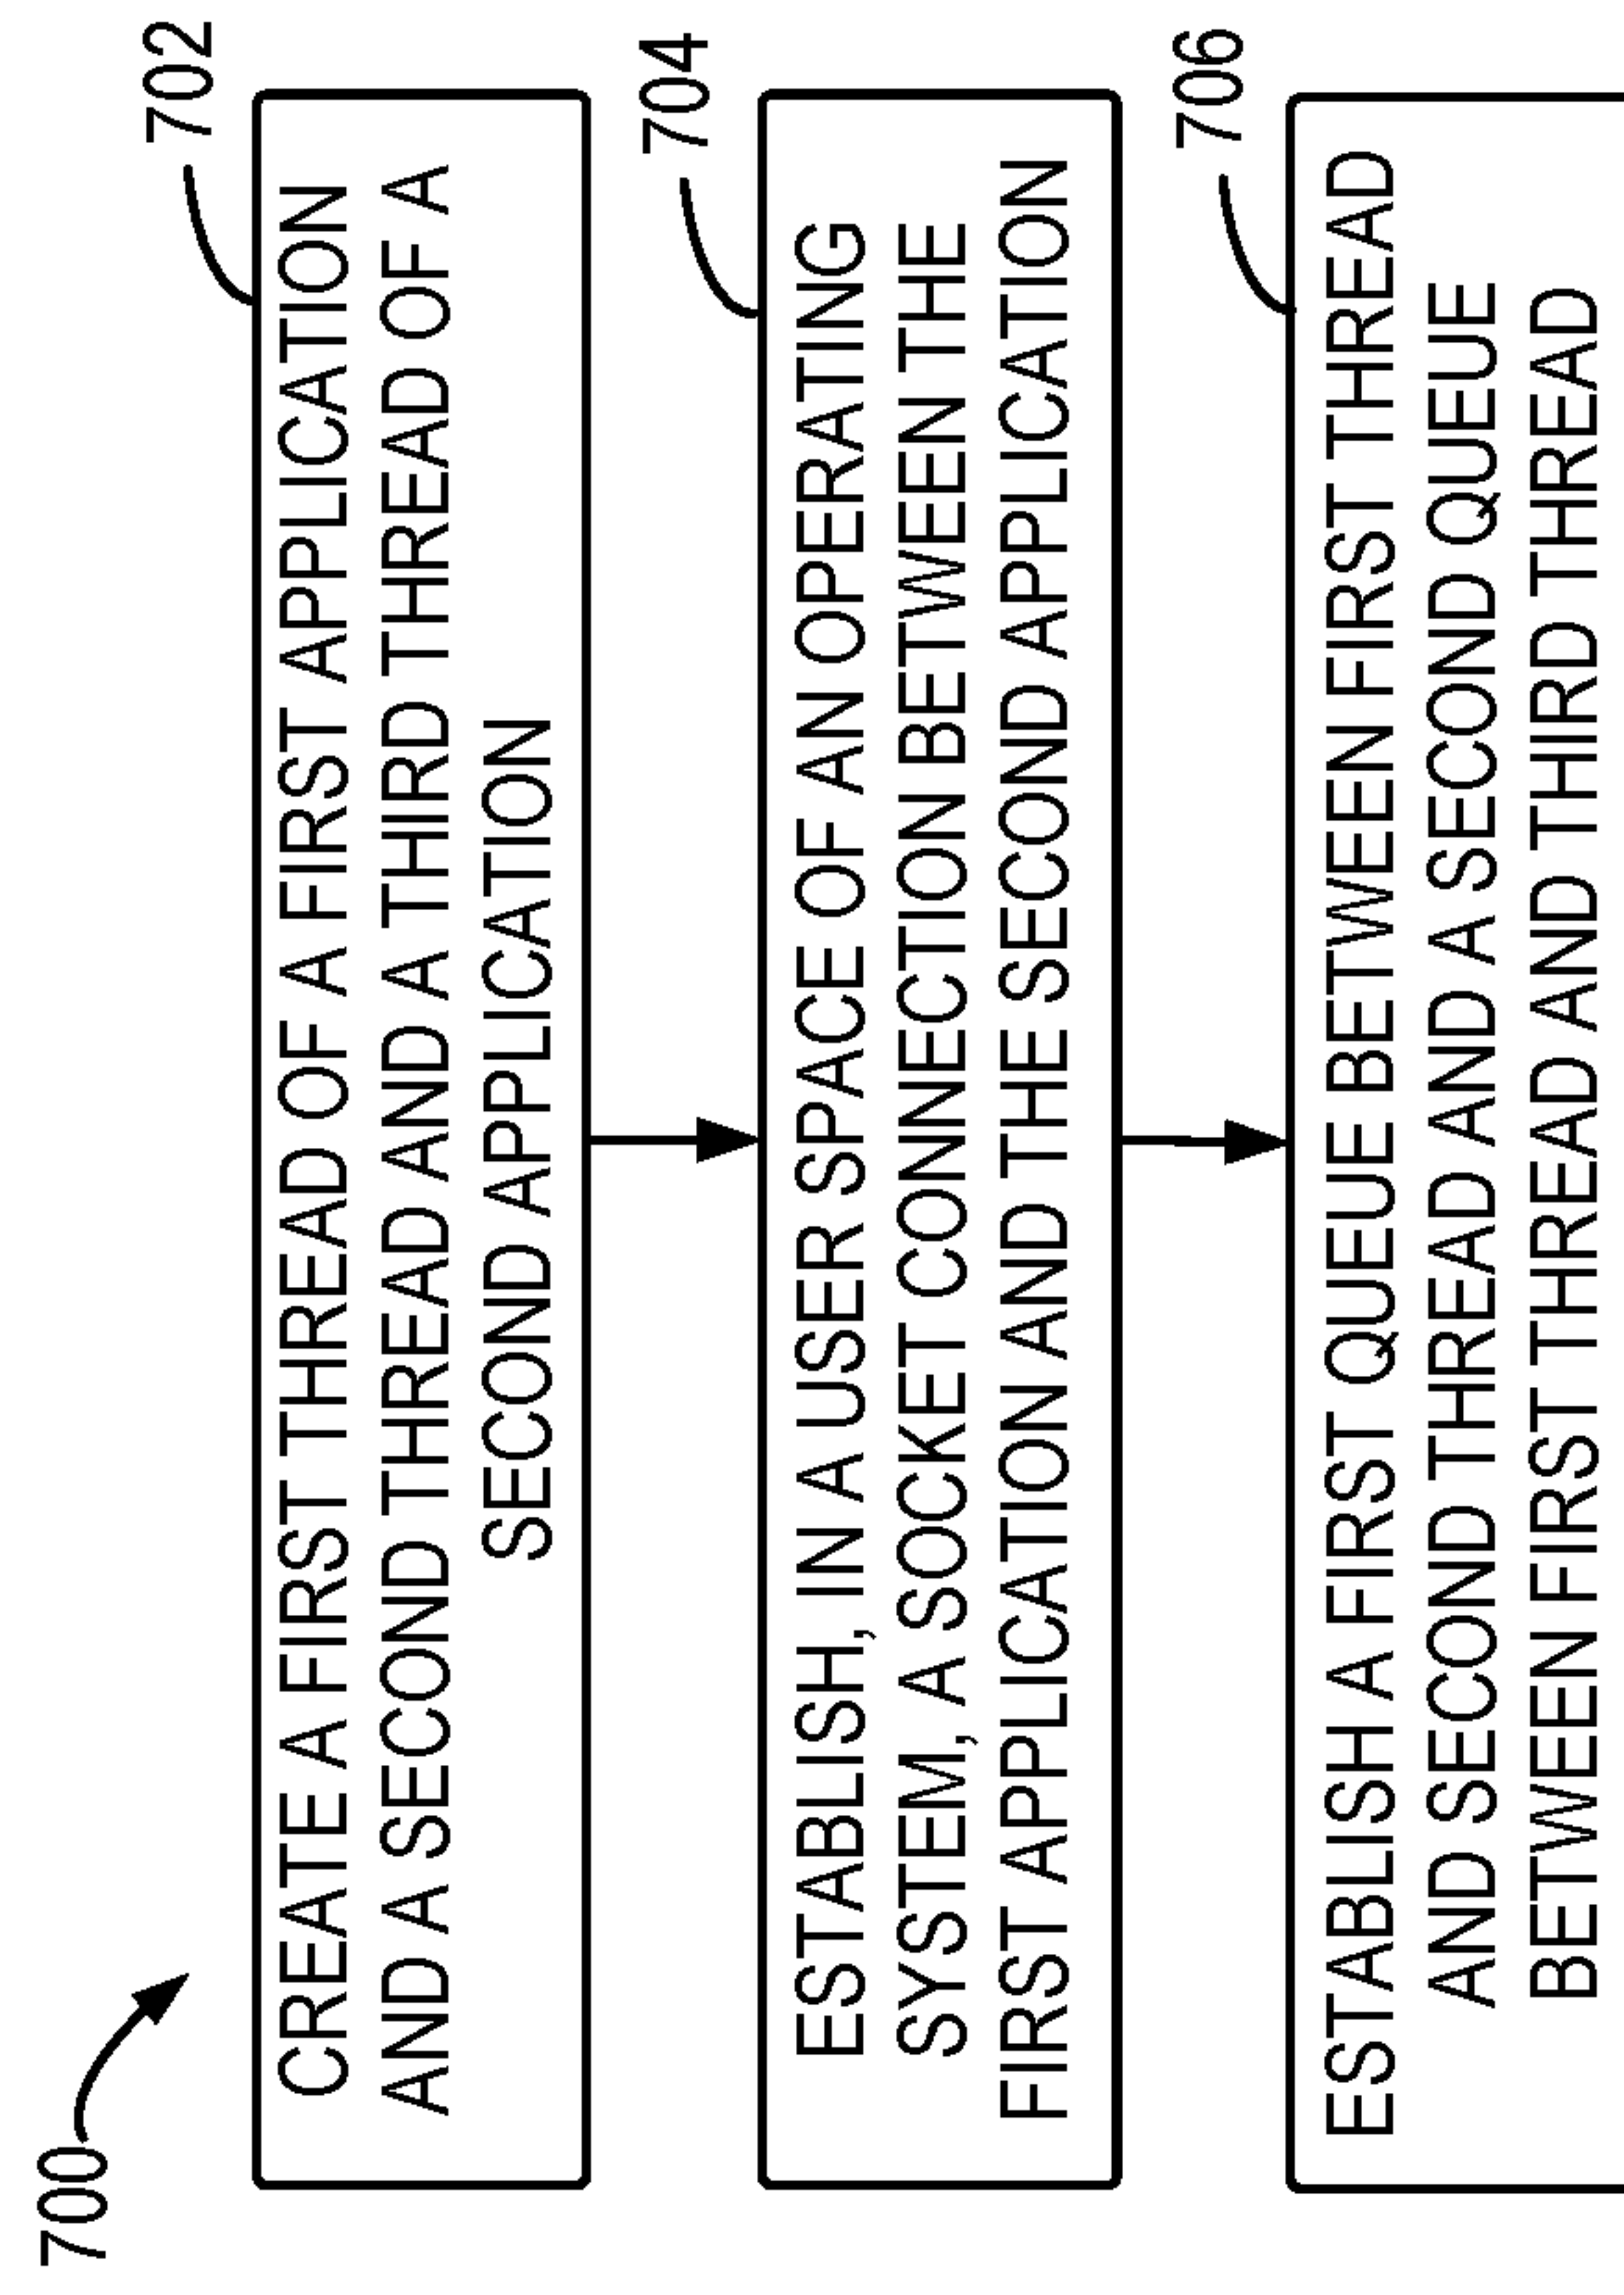 700
702
CREATE A FIRST THREAD OF A FIRST APPLICATION
AND A SECOND THREAD AND A THIRD THREAD OF A
SECOND APPLICATION
704
ESTABLISH, IN A USER SPACE OF AN OPERATING
SYSTEM, A SOCKET CONNECTION BETWEEN THE
FIRST APPLICATION AND THE SECOND APPLICATION
706
ESTABLISH A FIRST QUEUE BETWEEN FIRST THREAD
AND SECOND THREAD AND A SECOND QUEUE
BETWEEN FIRST THREAD AND THIRD THREAD